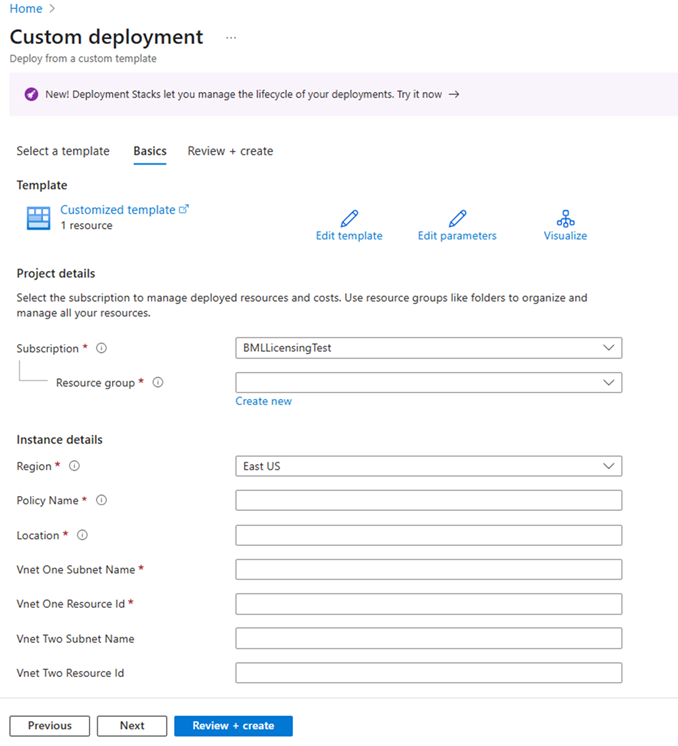 Home >
Custom deployment ...
Deploy from a custom template
New! Deployment Stacks let you manage the lifecycle of your deployments. Try it now →
Select a template Basics Review + create
Template
Customized template
1 resource
Edit template Edit parameters Visualize
Project details
Select the subscription to manage deployed resources and costs. Use resource groups like folders to organize and
manage all your resources.
Subscription * BMLLicensingTest
Resource group *
Create new
Instance details
Region * East US
Policy Name *
Location *
Vnet One Subnet Name *
Vnet One Resource Id *
Vnet Two Subnet Name
Vnet Two Resource Id
Previous Next Review + create